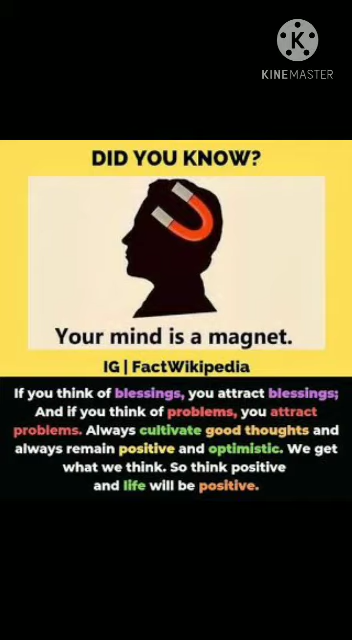 K
KINEMASTER
DID YOU KNOW?
Your mind is a magnet.
IG | FactWikipedia
If you think of blessings, you attract blessings;
And if you think of problems, you attract
problems. Always cultivate good thoughts and
always remain positive and optimistic. We get
what we think. So think positive
and life will be positive.